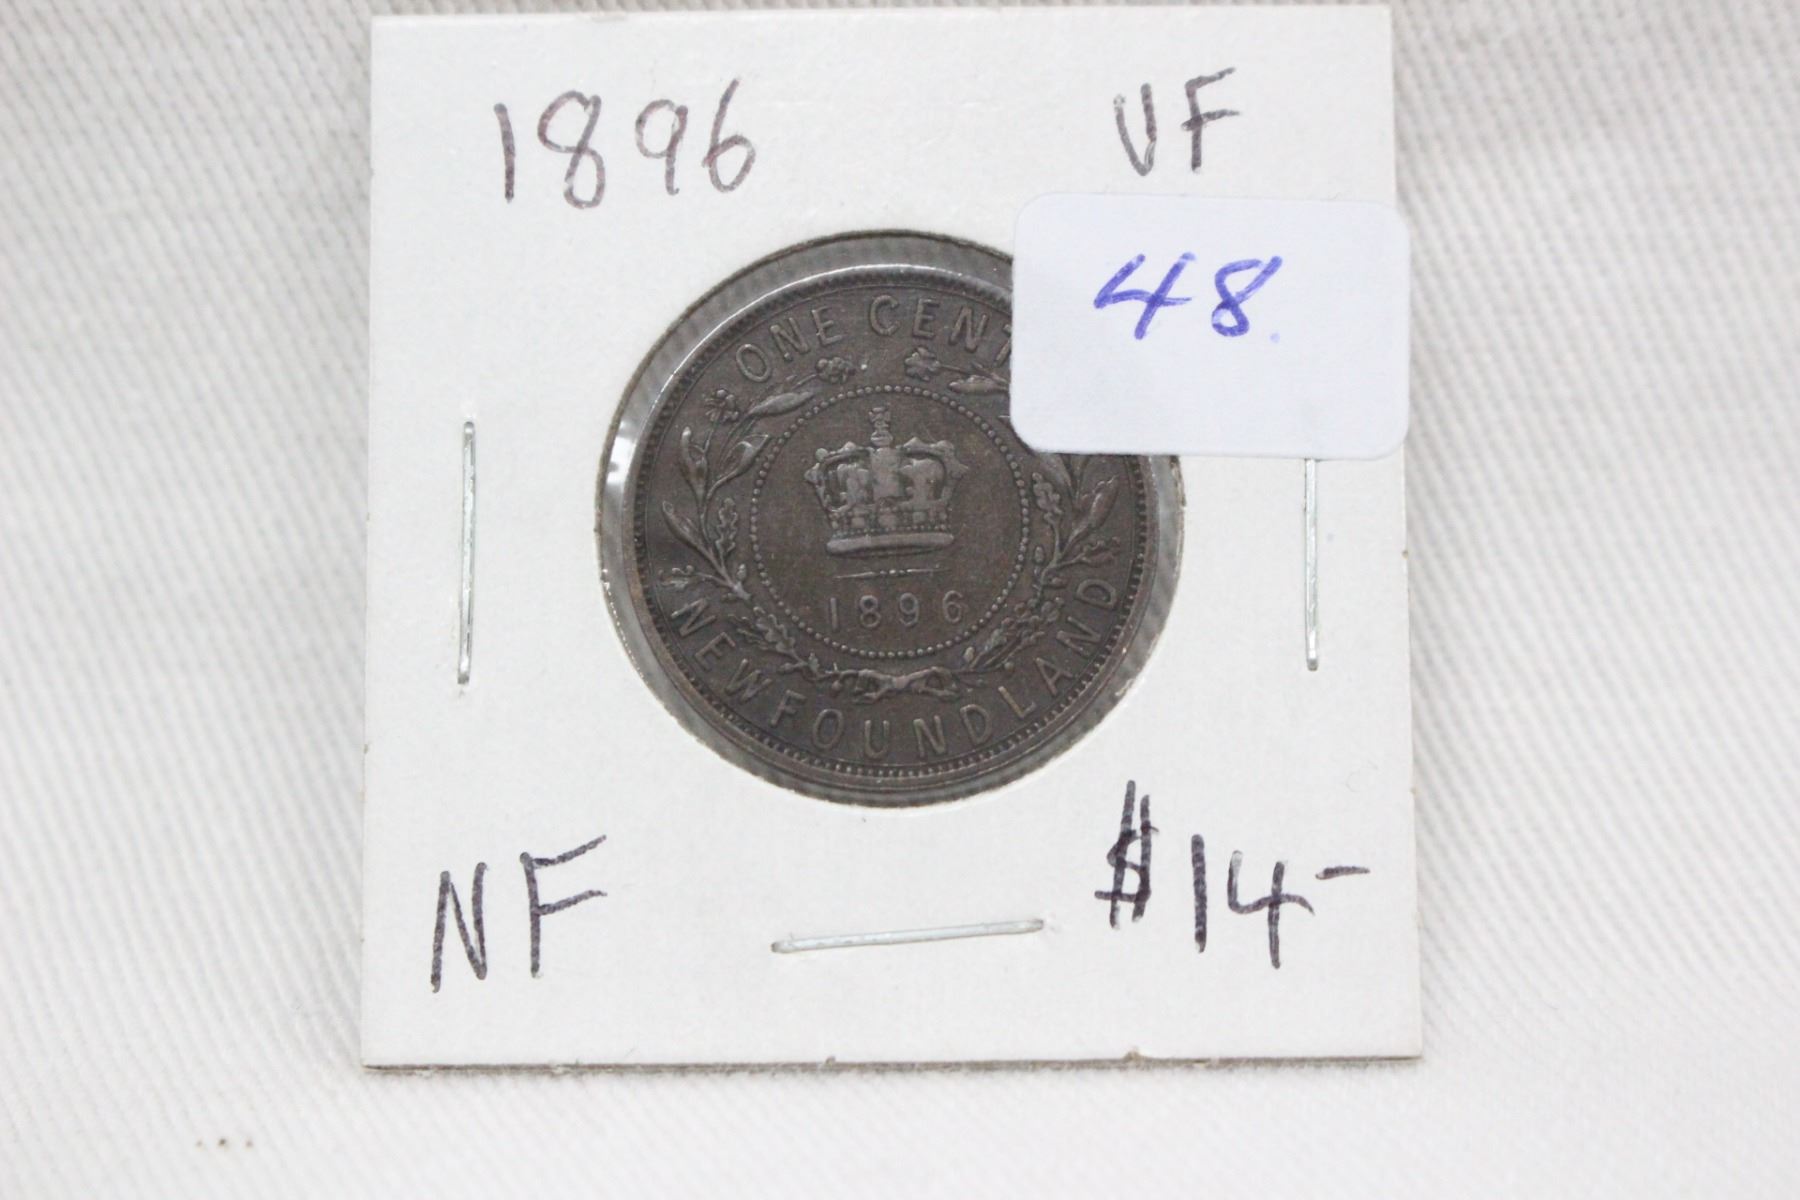 1896 VF
48.
ONE CENT
1896
NEWFOUNDLAND
NF $14-